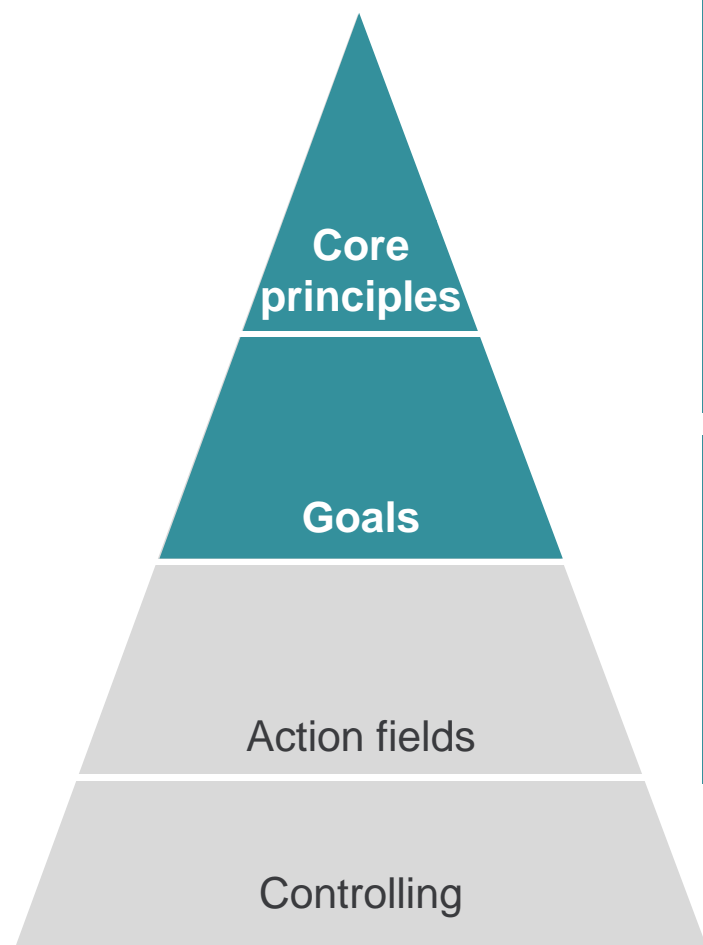 Core
principles
Goals
Action fields
Controlling